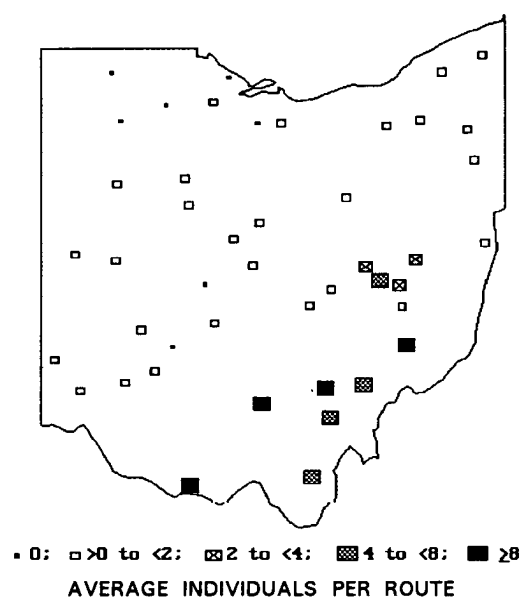 0; >0 to <2; 2 to <4; 4 to <8; ≥8
AVERAGE INDIVIDUALS PER ROUTE